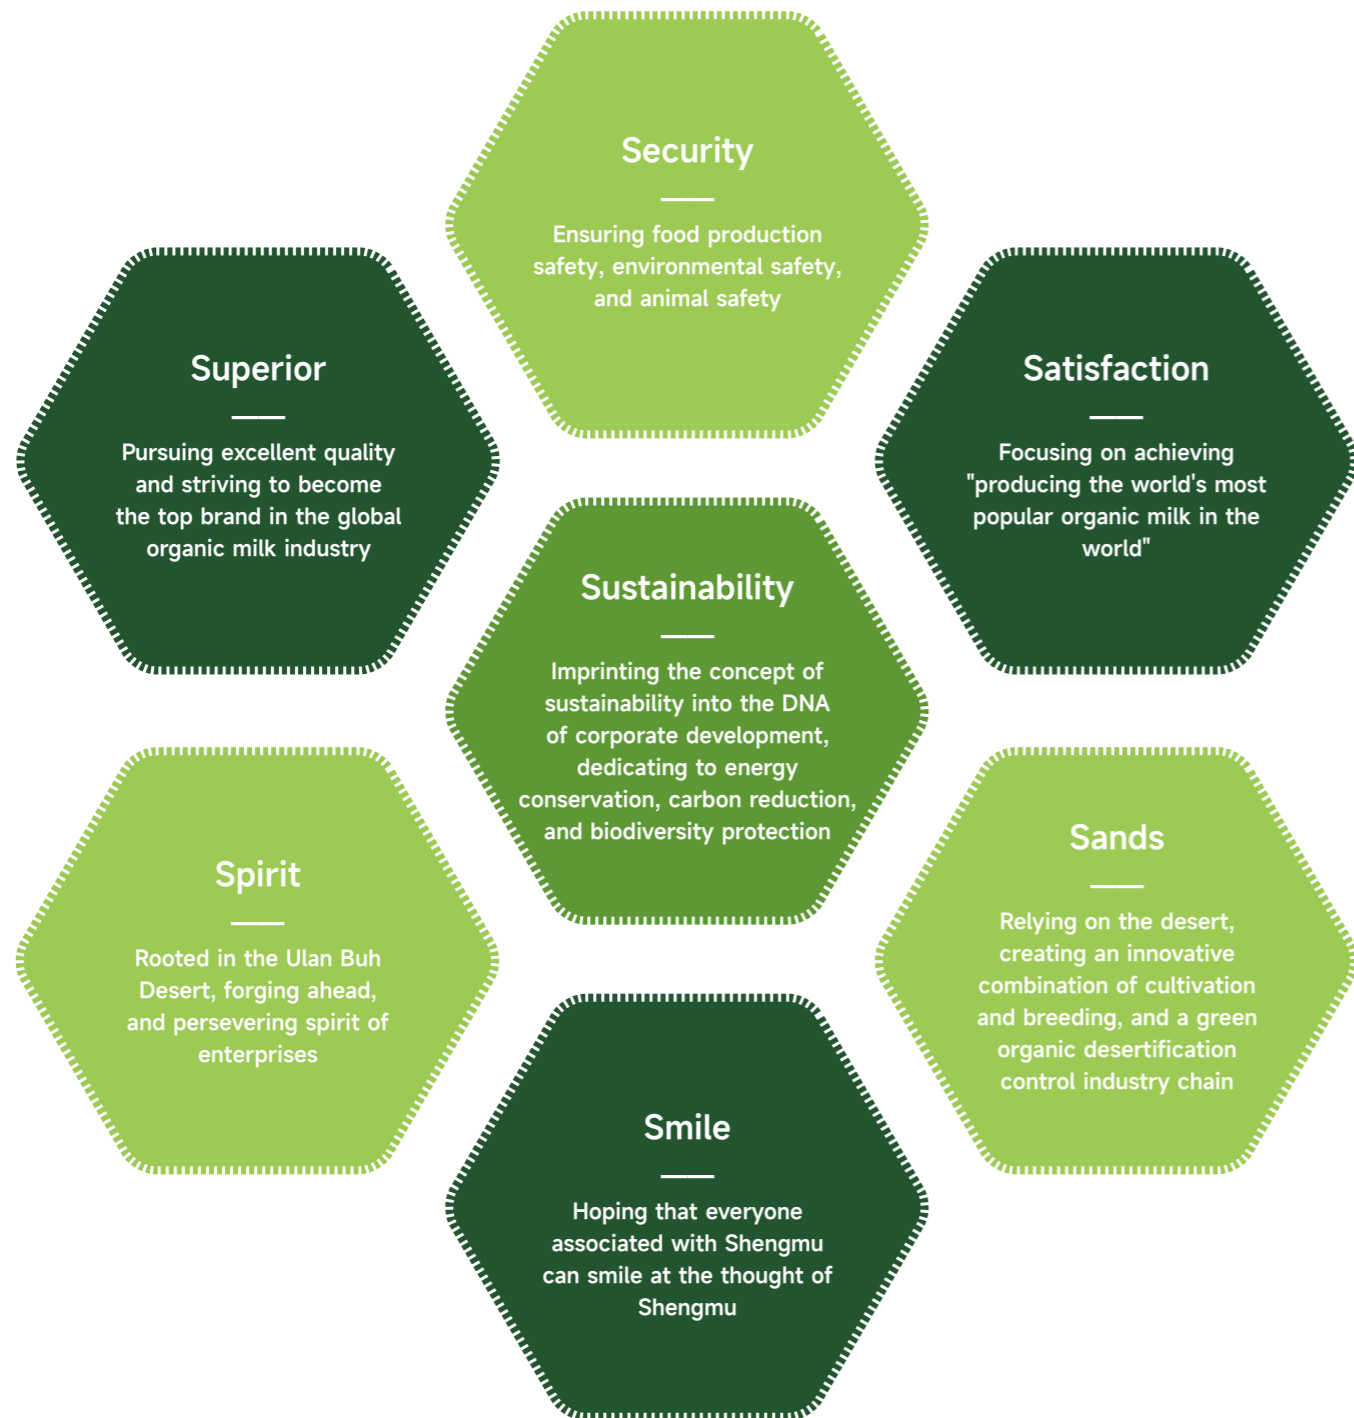 Security
Ensuring food production
safety, environmental safety,
and animal safety
Superior
Pursuing excellent quality
and striving to become
the top brand in the global
organic milk industry
Satisfaction
Focusing on achieving
"producing the world's most
popular organic milk in the
world"
Sustainability
Imprinting the concept of
sustainability into the DNA
of corporate development,
dedicating to energy
conservation, carbon reduction,
and biodiversity protection
Spirit
Rooted in the Ulan Buh
Desert, forging ahead,
and persevering spirit of
enterprises
Sands
Relying on the desert,
creating an innovative
combination of cultivation
and breeding, and a green
organic desertification
control industry chain
Smile
Hoping that everyone
associated with Shengmu
can smile at the thought of
Shengmu